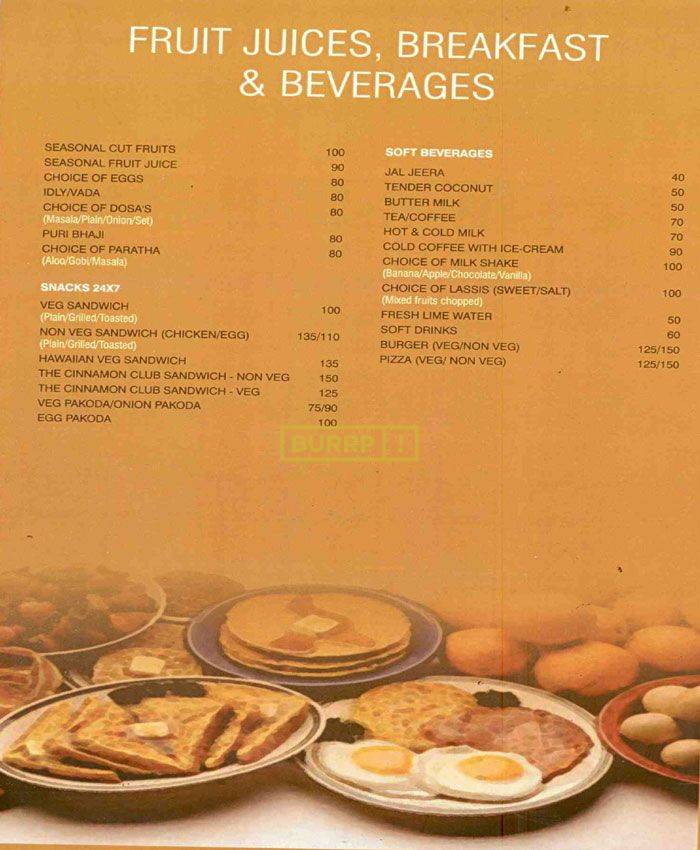 FRUIT JUICES, BREAKFAST
& BEVERAGES
SEASONAL CUT FRUITS 100
SEASONAL FRUIT JUICE 90
CHOICE OF EGGS 80
IDLY/VADA 80
CHOICE OF DOSA'S 80
(Masala/Plain/Onion/Set)
PURI BHAJI 80
CHOICE OF PARATHA 80
(Aloo/Gobi/Masala)
SNACKS 24X7
VEG SANDWICH 100
(Plain/Grilled/Toasted)
NON VEG SANDWICH (CHICKEN/EGG) 135/110
(Plain/Grilled/Toasted)
HAWAIIAN VEG SANDWICH 135
THE CINNAMON CLUB SANDWICH - NON VEG 150
THE CINNAMON CLUB SANDWICH - VEG 125
VEG PAKODA/ONION PAKODA 75/90
EGG PAKODA 100
SOFT BEVERAGES
JAL JEERA 40
TENDER COCONUT 50
BUTTER MILK 50
TEA/COFFEE 70
HOT & COLD MILK 70
COLD COFFEE WITH ICE-CREAM 90
CHOICE OF MILK SHAKE 100
(Banana/Apple/Chocolate/Vanilla)
CHOICE OF LASSIS (SWEET/SALT) 100
(Mixed fruits chopped)
FRESH LIME WATER 50
SOFT DRINKS 60
BURGER (VEG/NON VEG) 125/150
PIZZA (VEG/ NON VEG) 125/150
BURRP !